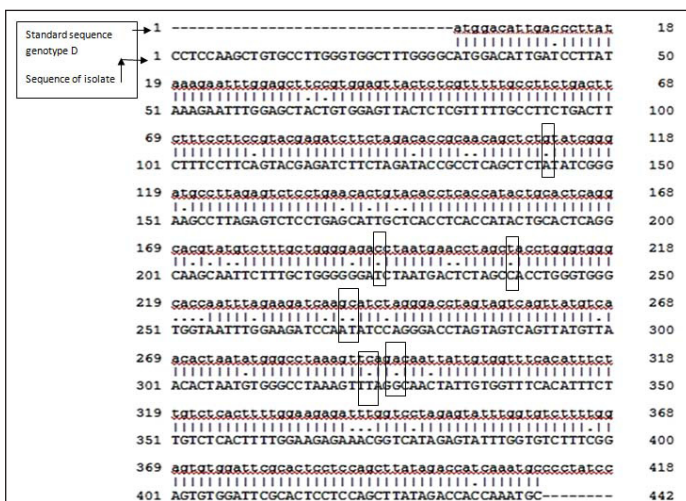 Standard sequence
genotype D
Sequence of isolate
1 --------------------------------atggacattgacccttat 18
1 CCTCCAAGCTGTGCCTTGGGTGGCTTTGGGGCATGGACATTGATCCTTAT 50
19 aaagaatttggagcttccgtggagttactctcgtttttgccttctgactt 68
51 AAAGAATTTGGAGCTACTGTGGAGTTACTCTCGTTTTTGCCTTCTGACTT 100
69 ctttccttccgtacgagatcttctagacaccgcaacagctctgtatcggg 118
101 CTTTCCTTCAGTACGAGATCTTCTAGATACCGCCTCAGCTCTATATCGGG 150
119 atgccttagagtctcctgaacactgtacacctcaccatactgcactcagg 168
151 AAGCCTTAGAGTCTCCTGAGCATTGCTCACCTCACCATACTGCACTCAGG 200
169 cacgtatgtctttgctggggagacctaatgaacctagctacctgggtggg 218
201 CAAGCAATTCTTTGCTGGGGGGATCTAATGACTCTAGCCACCTGGGTGGG 250
219 caccaatttagaagatcaagcatctagggacctagtagtcagttatgtca 268
251 TGGTAATTTGGAAGATCCAATATCCAGGGACCTAGTAGTCAGTTATGTTA 300
269 acactaatatgggcctaaagttcagacaattattgtggtttcacatttct 318
301 ACACTAATGTGGGCCTAAAGTTTAGGCAACTATTGTGGTTTCACATTTCT 350
319 tgtctcacttttggaagagatttggtcctagagtatttggtgtcttttgg 368
351 TGTCTCACTTTTGGAAGAGAAACGGTCATAGAGTATTTGGTGTCTTTCGG 400
369 agtgtggattcgcactcctccagcttatagaccatcaaatgcccctatcc 418
401 AGTGTGGATTCGCACTCCTCCAGCTTATAGACCACCAAATGC-------- 442